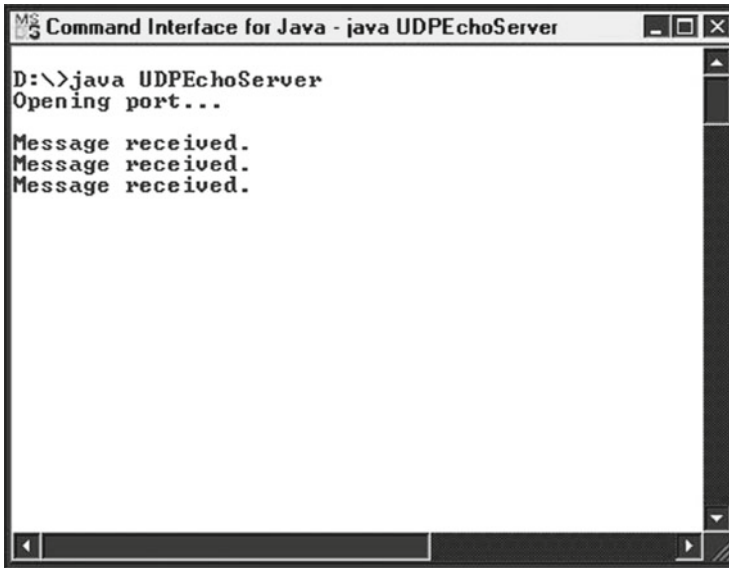 Command Interface for Java - java UDPEchoServer
D:\>java UDPEchoServer
Opening port...
Message received.
Message received.
Message received.